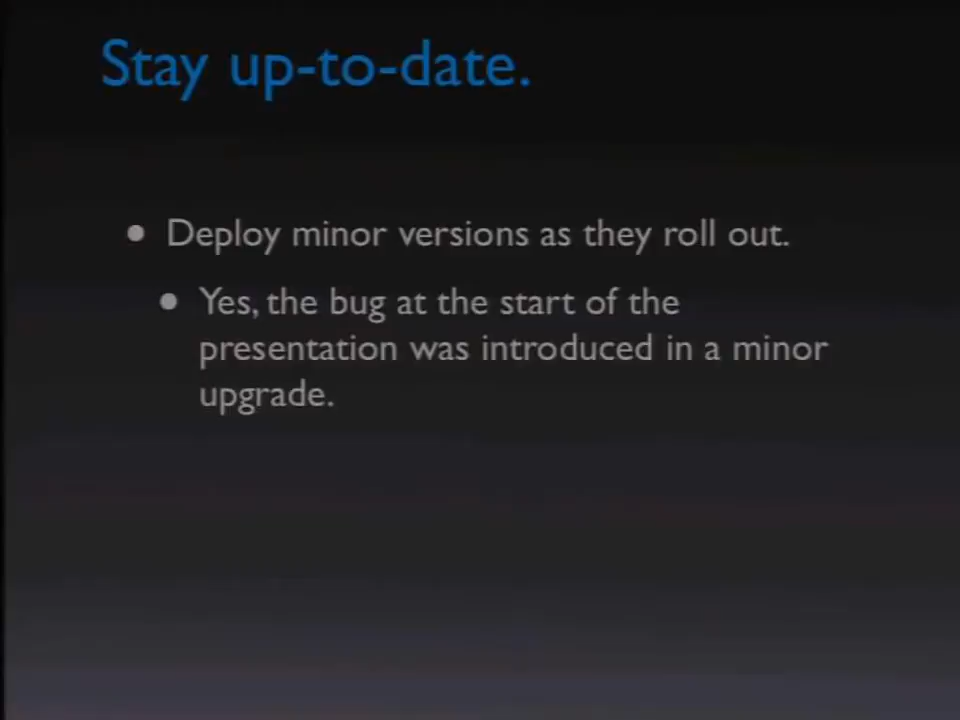 Stay up-to-date.
Deploy minor versions as they roll out.
Yes, the bug at the start of the
presentation was introduced in a minor
upgrade.